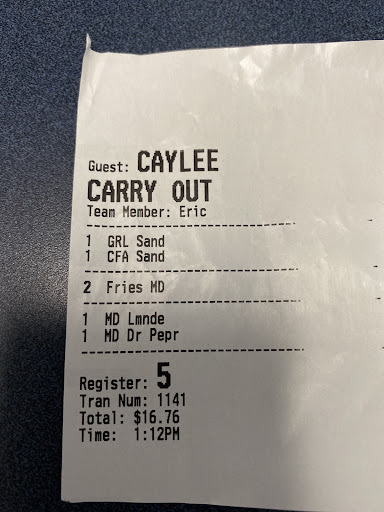 Guest: CAYLEE
CARRY OUT
Team Member: Eric
1 GRL Sand
1 CFA Sand
2 Fries MD
1 MD Lmnde
1 MD Dr Pepr
Register: 5
Tran Num: 1141
Total: $16.76
Time: 1:12PM